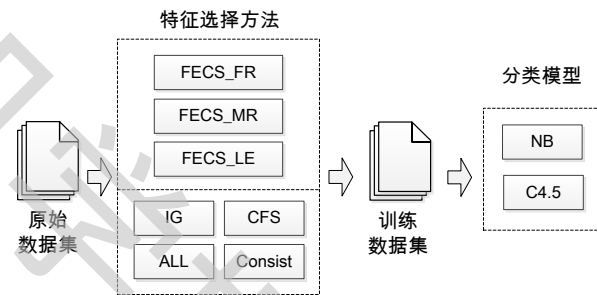 特征选择方法
FECS_FR
FECS_MR
FECS_LE
IG
CFS
ALL
Consist
原始
数据集
训练
数据集
分类模型
NB
C4.5